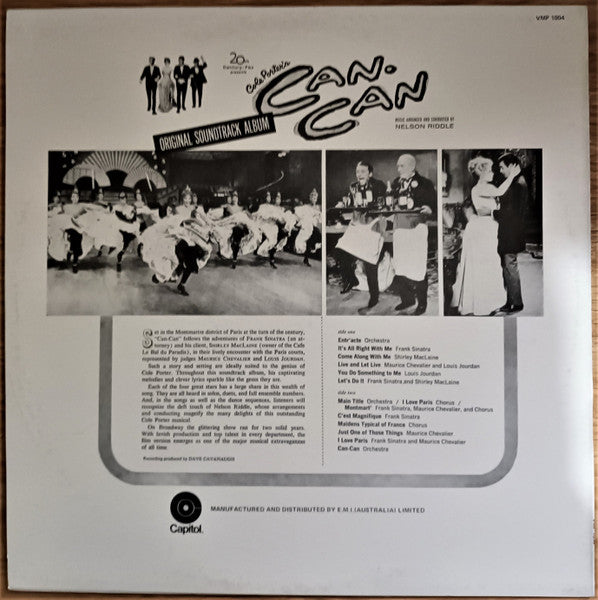 VMP 1004
20th
Century-Fox
presents
Cole Porter's
CAN-
CAN
MUSIC ARRANGED AND CONDUCTED BY
NELSON RIDDLE
ORIGINAL SOUNDTRACK ALBUM
Set in the Montmartre district of Paris at the turn of the century,
"Can-Can" follows the adventures of FRANK SINATRA (an at-
torney) and his client, SHIRLEY MACLAINE (owner of the Cafe
Le Bal du Paradis), in their lively encounter with the Paris courts,
represented by judges MAURICE CHEVALIER and LOUIS JOURDAN.
Such a story and setting are ideally suited to the genius of
Cole Porter. Throughout this soundtrack album, his captivating
melodies and clever lyrics sparkle like the gems they are.
Each of the four great stars has a large share in this wealth of
song. They are all heard in solos, duets, and full ensemble numbers.
And, in the songs as well as the dance sequences, listeners will
recognize the deft touch of Nelson Riddle, whose arrangements
and conducting magnify the many delights of this outstanding
Cole Porter musical.
On Broadway the glittering show ran for two solid years.
With lavish production and top talent in every department, the
film version emerges as one of the major musical extravaganzas
of all time.
Recording produced by DAVE CAVANAUGH
side one
Entr'acte Orchestra
It's All Right With Me Frank Sinatra
Come Along With Me Shirley MacLaine
Live and Let Live Maurice Chevalier and Louis Jourdan
You Do Something to Me Louis Jourdan
Let's Do It Frank Sinatra and Shirley MacLaine
side two
Main Title Orchestra / I Love Paris Chorus /
Montmart' Frank Sinatra, Maurice Chevalier, and Chorus
C'est Magnifique Frank Sinatra
Maidens Typical of France Chorus
Just One of Those Things Maurice Chevalier
I Love Paris Frank Sinatra and Maurice Chevalier
Can-Can Orchestra
Capitol
MANUFACTURED AND DISTRIBUTED BY E.M.I.(AUSTRALIA) LIMITED